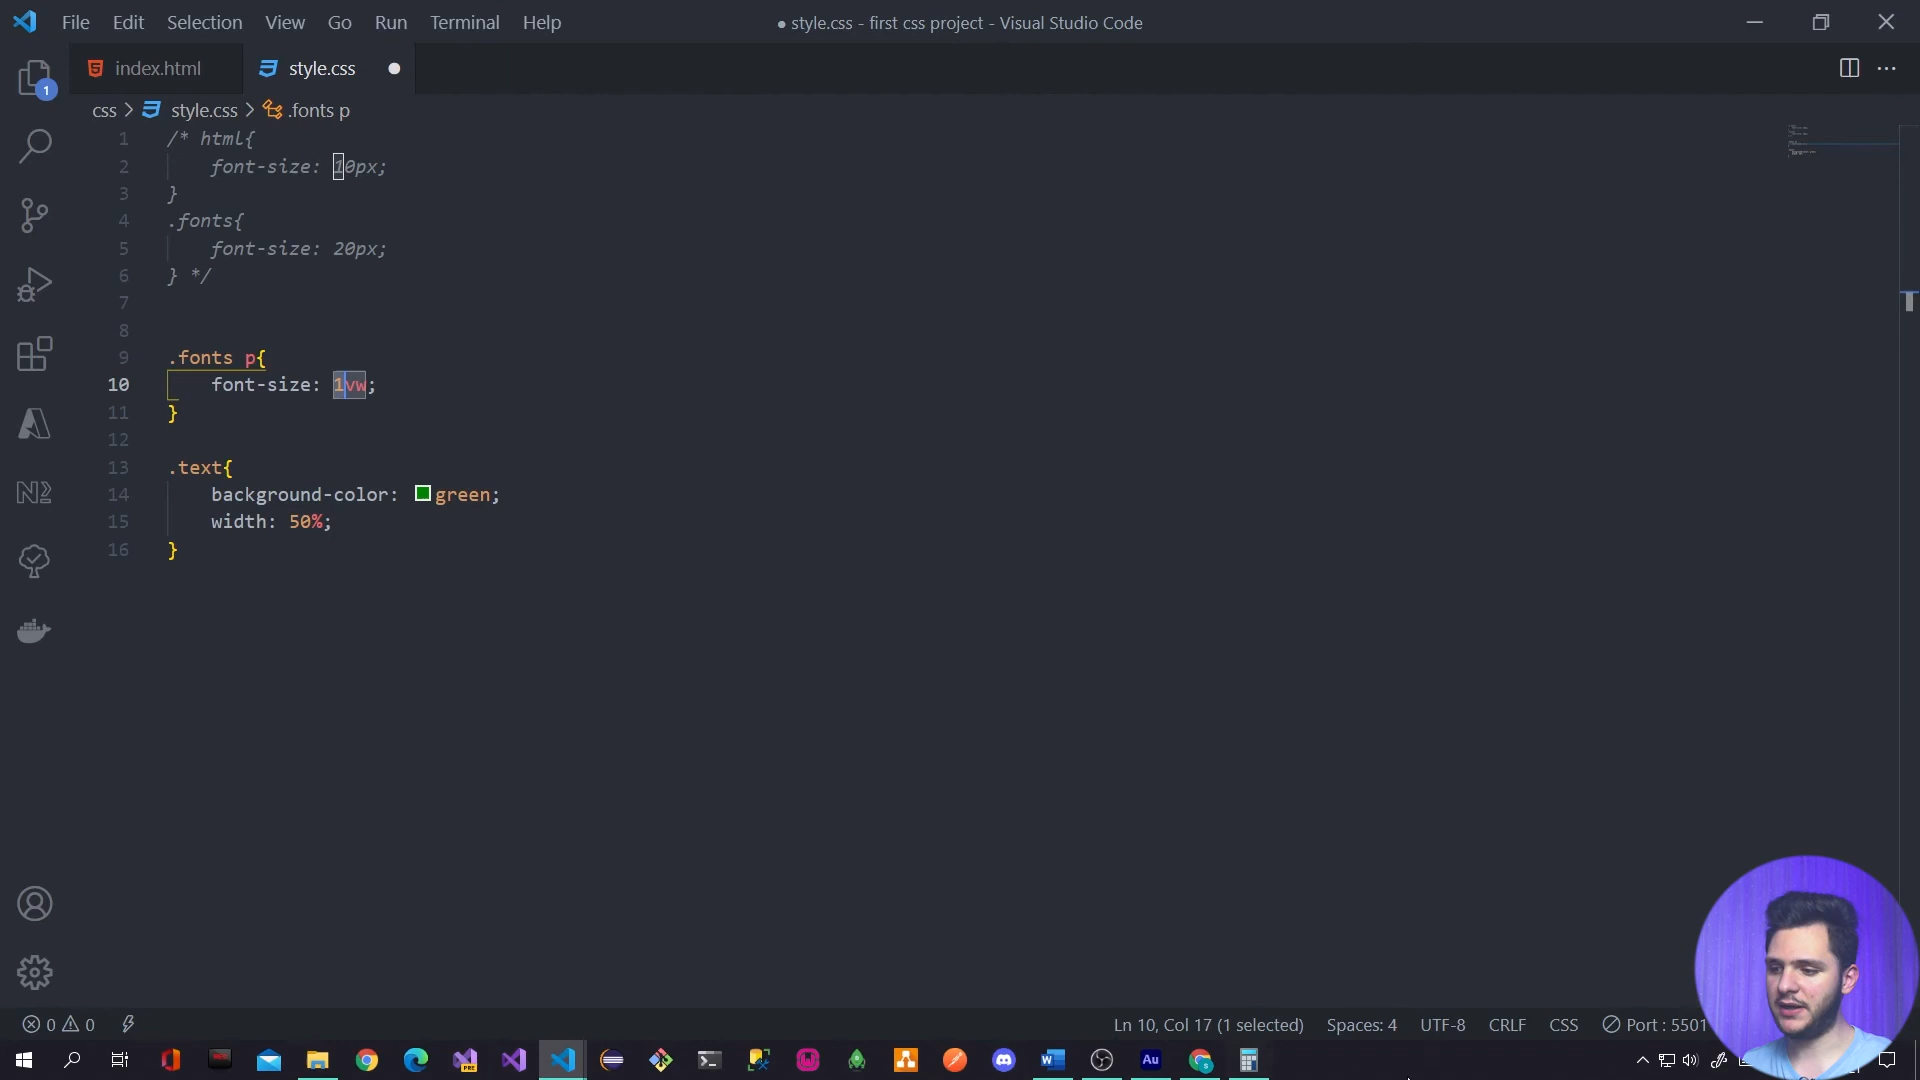 File Edit Selection View Go Run Terminal Help
● style.css - first css project - Visual Studio Code
index.html
style.css
1
css > style.css > .fonts p
1 /* html{
2 font-size: 10px;
3 }
4 .fonts{
5 font-size: 20px;
6 } */
7
8
9 .fonts p{
10 font-size: 1vw;
11 }
12
13 .text{
14 background-color: green;
15 width: 50%;
16 }
0 0
Ln 10, Col 17 (1 selected) Spaces: 4 UTF-8 CRLF CSS Port : 5501
PRE
Au